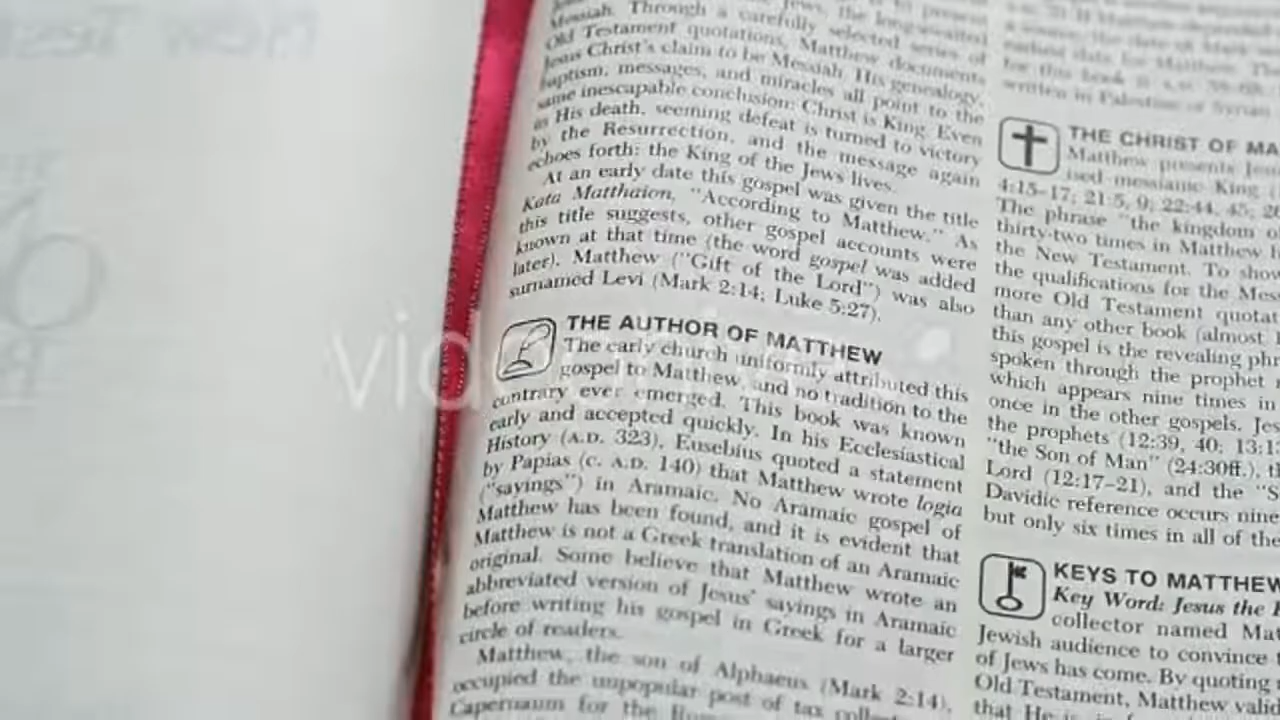 New Test
Messiah. Through a carefully selected series of
Old Testament quotations, Matthew documents
Jesus Christ's claim to be Messiah. His genealogy,
baptism, messages, and miracles all point to the
same inescapable conclusion: Christ is King. Even
in His death, seeming defeat is turned to victory
by the Resurrection, and the message again
echoes forth: the King of the Jews lives.
At an early date this gospel was given the title
Kata Matthaion, "According to Matthew." As
this title suggests, other gospel accounts were
known at that time (the word gospel was added
later). Matthew ("Gift of the Lord") was also
surnamed Levi (Mark 2:14; Luke 5:27).
THE AUTHOR OF MATTHEW
The early church uniformly attributed this
gospel to Matthew, and no tradition to the
contrary ever emerged. This book was known
early and accepted quickly. In his Ecclesiastical
History (A.D. 323), Eusebius quoted a statement
by Papias (c. A.D. 140) that Matthew wrote logia
("sayings") in Aramaic. No Aramaic gospel of
Matthew has been found, and it is evident that
Matthew is not a Greek translation of an Aramaic
original. Some believe that Matthew wrote an
abbreviated version of Jesus' sayings in Aramaic
before writing his gospel in Greek for a larger
circle of readers.
Matthew, the son of Alphaeus (Mark 2:14),
occupied the unpopular post of tax collec
Capernaum for the
written in Palestine or Syrian
THE CHRIST OF MA
Matthew presents Jesu
ised messianic King (
4:15–17; 21:5, 9; 22:44, 45; 26
The phrase "the kingdom of
thirty-two times in Matthew b
the New Testament. To show
the qualifications for the Mes
more Old Testament quotat
than any other book (almost 1
this gospel is the revealing phr
spoken through the prophet
which appears nine times in
once in the other gospels. Jes
the prophets (12:39, 40; 13:1
"the Son of Man" (24:30ff.), t
Lord (12:17–21), and the "S
Davidic reference occurs nine
but only six times in all of the
KEYS TO MATTHEW
Key Word: Jesus the
collector named Mat
Jewish audience to convince
of Jews has come. By quoting
Old Testament, Matthew valid
that He is